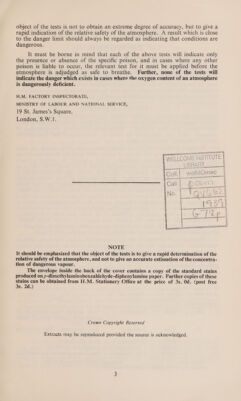 object of the tests is not to obtain an extreme degree of accuracy, but to give a
rapid indication of the relative safety of the atmosphere. A result which is close
to the danger limit should always be regarded as indicating that conditions are
dangerous.
It must be borne in mind that each of the above tests will indicate only
the presence or absence of the specific poison, and in cases where any other
poison is liable to occur, the relevant test for it must be applied before the
atmosphere is adjudged as safe to breathe. Further, none of the tests will
indicate the danger which exists in cases where the oxygen content of an atmosphere
is dangerously deficient.
H.M. FACTORY INSPECTORATE,
MINISTRY OF LABOUR AND NATIONAL SERVICE,
19 St. James's Square,
London, S.W.1.
WELLCOME INSTITUTE
LIBRARY
Coll.
Call
No.
NOTE
It should be emphasized that the object of the tests is to give a rapid determination of the
relative safety of the atmosphere, and not to give an accurate estimation of the concentra-
tion of dangerous vapour.
The envelope inside the back of the cover contains a copy of the standard stains
produced on p-dimethylaminobenzaldehyde-diphenylamine paper. Further copies of these
stains can be obtained from H.M. Stationery Office at the price of 3s. 0d. (post free
3s. 2d.)
Crown Copyright Reserved
Extracts may be reproduced provided the source is acknowledged.
3